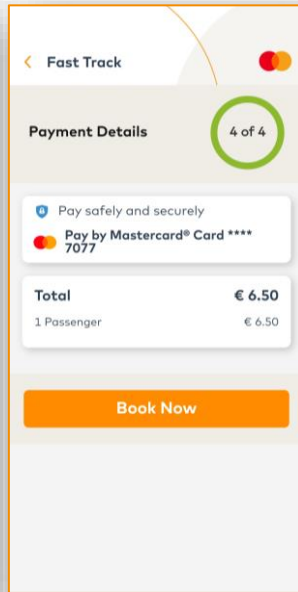 Fast Track
Payment Details
4 of 4
Pay safely and securely
Pay by Mastercard® Card ****
7077
Total € 6.50
1 Passenger € 6.50
Book Now